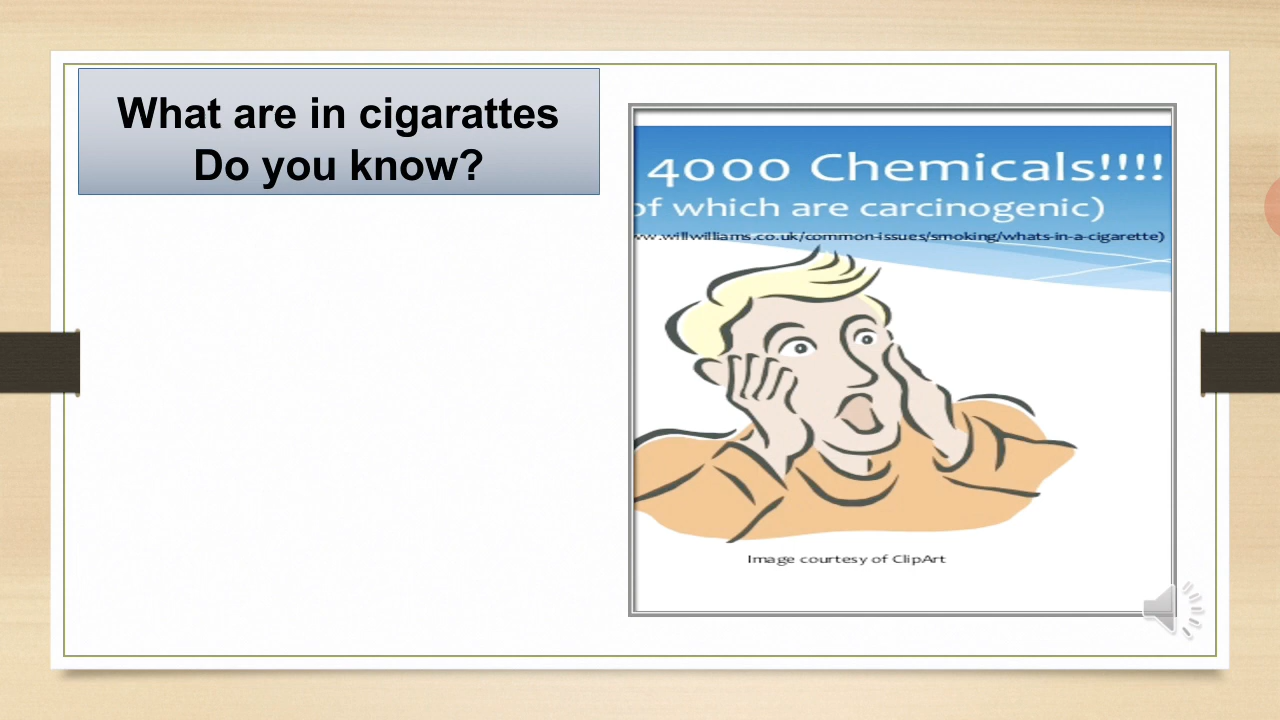 What are in cigarattes
Do you know?
4000 Chemicals!!!!
of which are carcinogenic)
ww.willwilliams.co.uk/common-issues/smoking/whats-in-a-cigarette)
Image courtesy of ClipArt